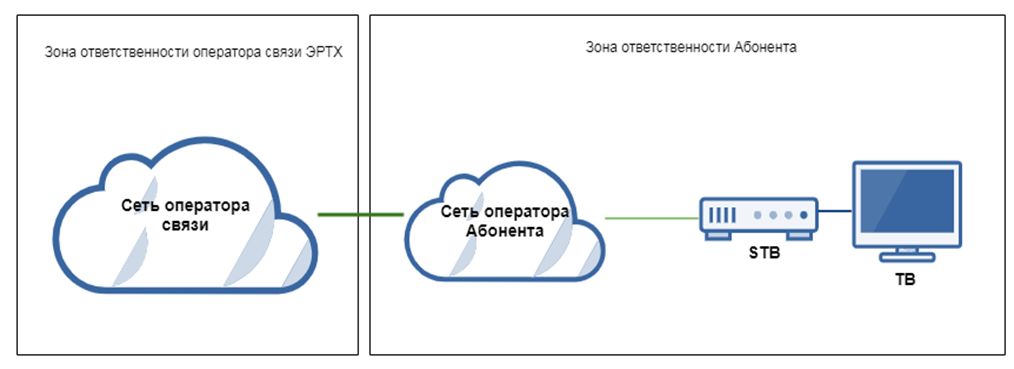 Зона ответственности оператора связи ЭРТХ
Зона ответственности Абонента
Сеть оператора
связи
Сеть оператора
Абонента
STB
ТВ